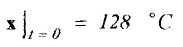 x|ₜ ₌ ₀ = 128 °C